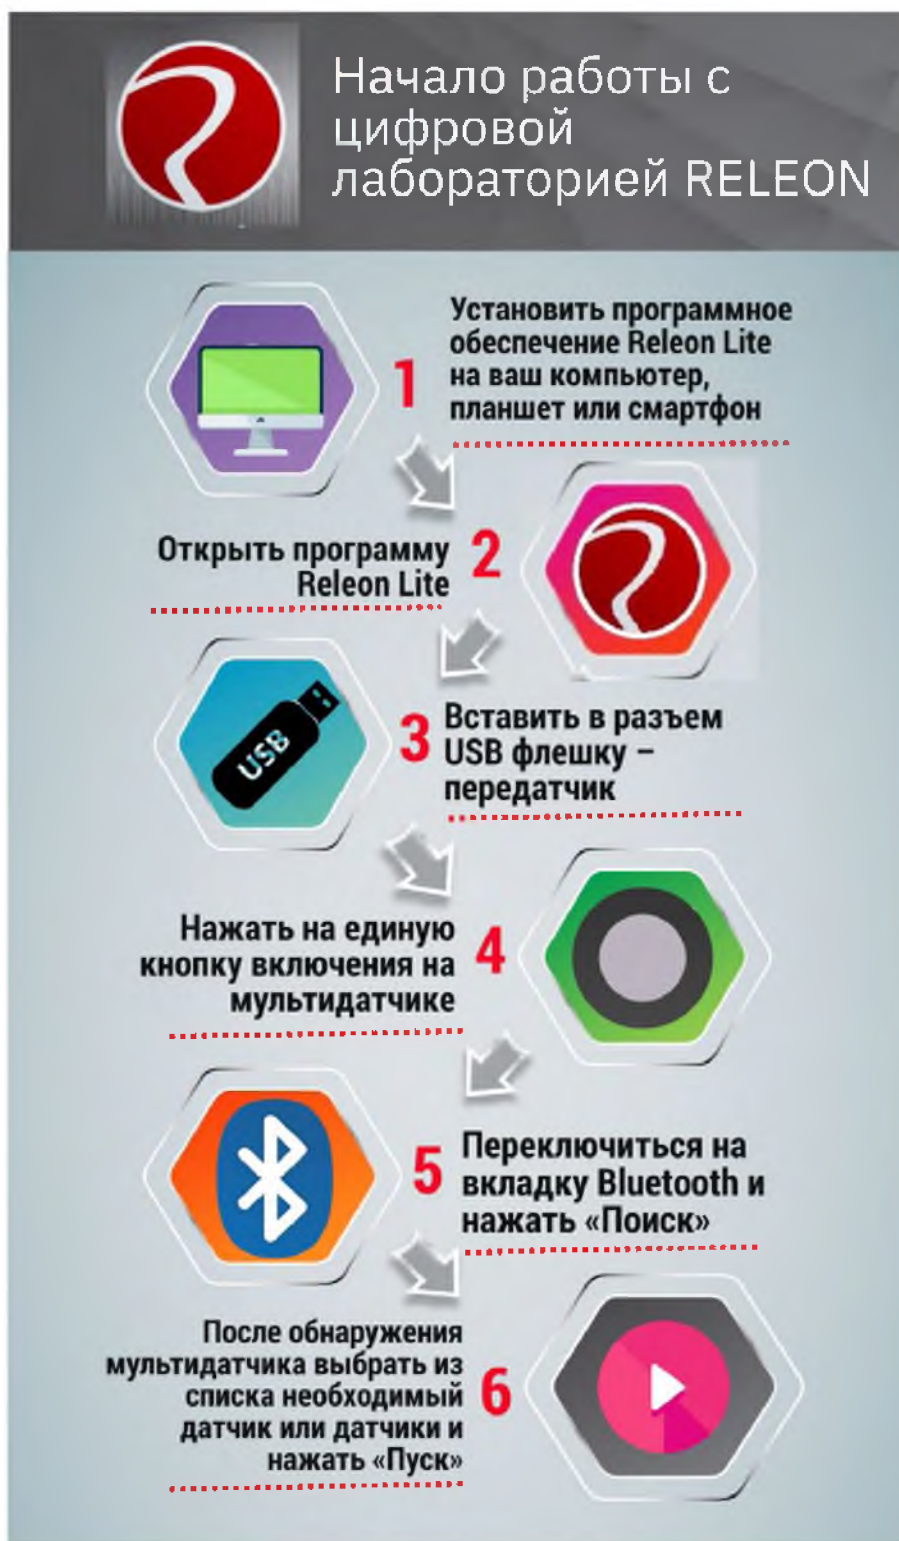 Начало работы с
цифровой
лабораторией RELEON
Установить программное
обеспечение Releon Lite
на ваш компьютер,
планшет или смартфон
1
Открыть программу
Releon Lite
2
USB
3
Вставить в разъем
USB флешку –
передатчик
Нажать на единую
кнопку включения на
мультидатчике
4
5
Переключиться на
вкладку Bluetooth и
нажать «Поиск»
После обнаружения
мультидатчика выбрать из
списка необходимый
датчик или датчики и
нажать «Пуск»
6